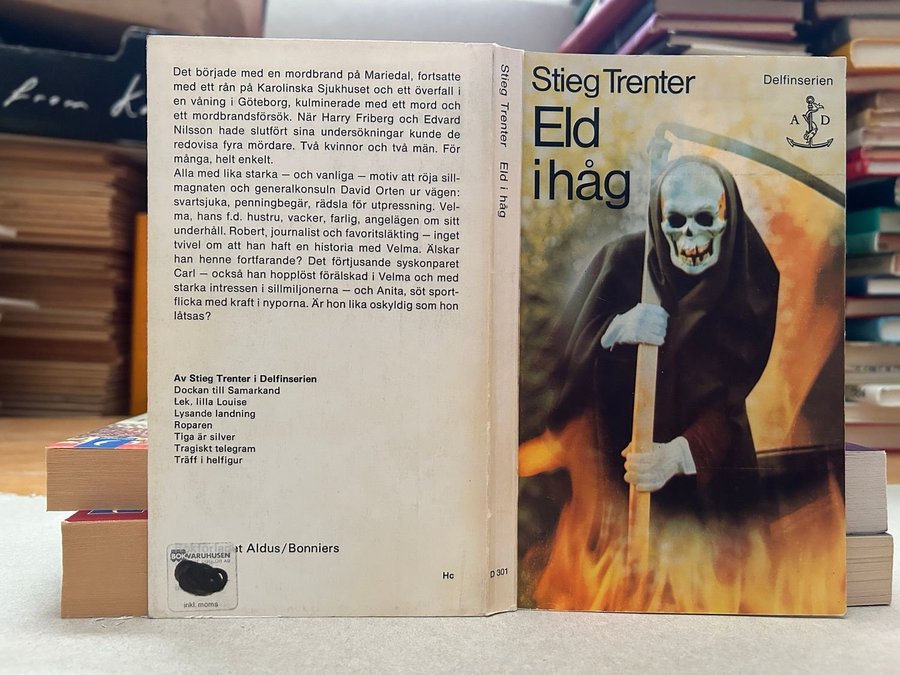 Det började med en mordbrand på Mariedal, fortsatte
med ett rån på Karolinska Sjukhuset och ett överfall i
en våning i Göteborg, kulminerade med ett mord och
ett mordbrandsförsök. När Harry Friberg och Edvard
Nilsson hade slutfört sina undersökningar kunde de
redovisa fyra mördare. Två kvinnor och två män. För
många, helt enkelt.
Alla med lika starka — och vanliga — motiv att röja sill-
magnaten och generalkonsuln David Orten ur vägen:
svartsjuka, penningbegär, rädsla för utpressning. Vel-
ma, hans f.d. hustru, vacker, farlig, angelägen om sitt
underhåll. Robert, journalist och favoritsläkting — inget
tvivel om att han haft en historia med Velma. Älskar
han henne fortfarande? Det förtjusande syskonparet
Carl — också han hopplöst förälskad i Velma och med
starka intressen i sillmiljonerna — och Anita, söt sport-
flicka med kraft i nyporna. Är hon lika oskyldig som hon
låtsas?
Av Stieg Trenter i Delfinserien
Dockan till Samarkand
Lek, lilla Louise
Lysande landning
Roparen
Tiga är silver
Tragiskt telegram
Träff i helfigur
et Aldus/Bonniers
BOKVARUHUSEN
inkl. moms
Hc
D 301
Stieg Trenter Eld i håg
Stieg Trenter
Delfinserien
A D
Eld
i håg
from